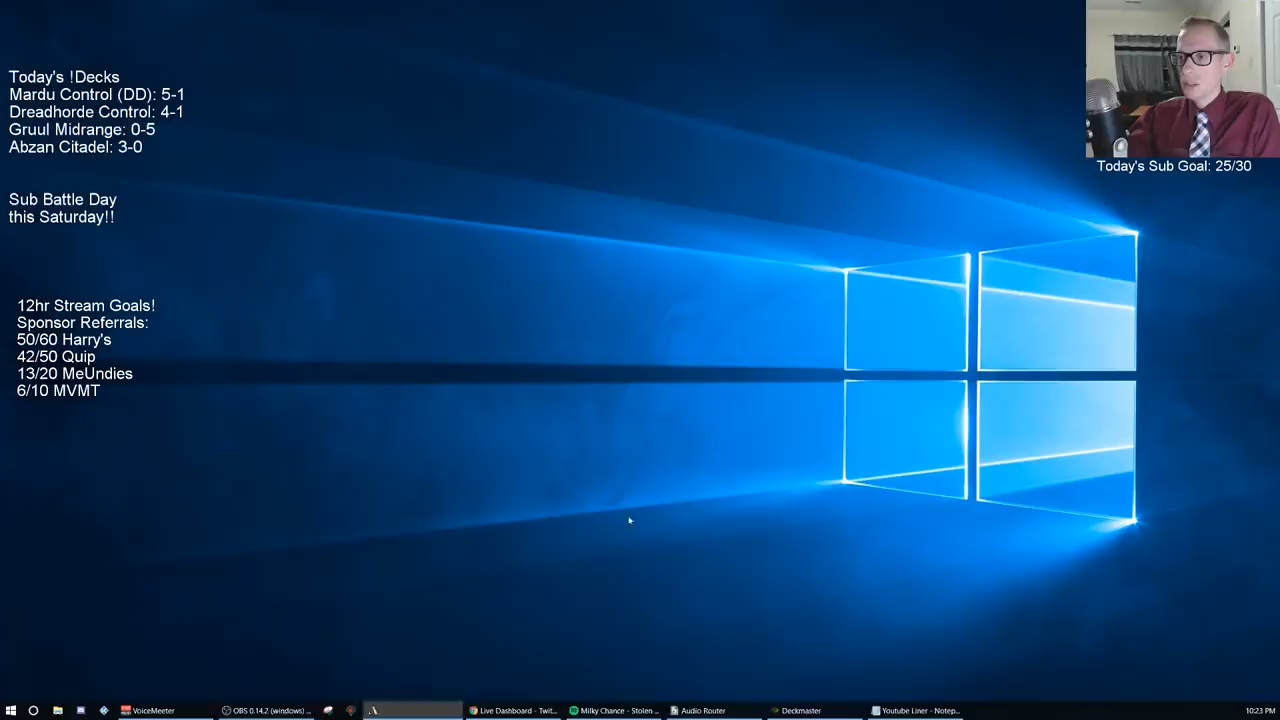 Today's !Decks
Mardu Control (DD): 5-1
Dreadhorde Control: 4-1
Gruul Midrange: 0-5
Abzan Citadel: 3-0
Sub Battle Day
this Saturday!!
12hr Stream Goals!
Sponsor Referrals:
50/60 Harry's
42/50 Quip
13/20 MeUndies
6/10 MVMT
Today's Sub Goal: 25/30
VoiceMeeter
OBS 0.14.2 (windows) ...
Live Dashboard - Twit...
Milky Chance - Stolen ...
Audio Router
Deckmaster
Youtube Liner - Notep...
10:23 PM